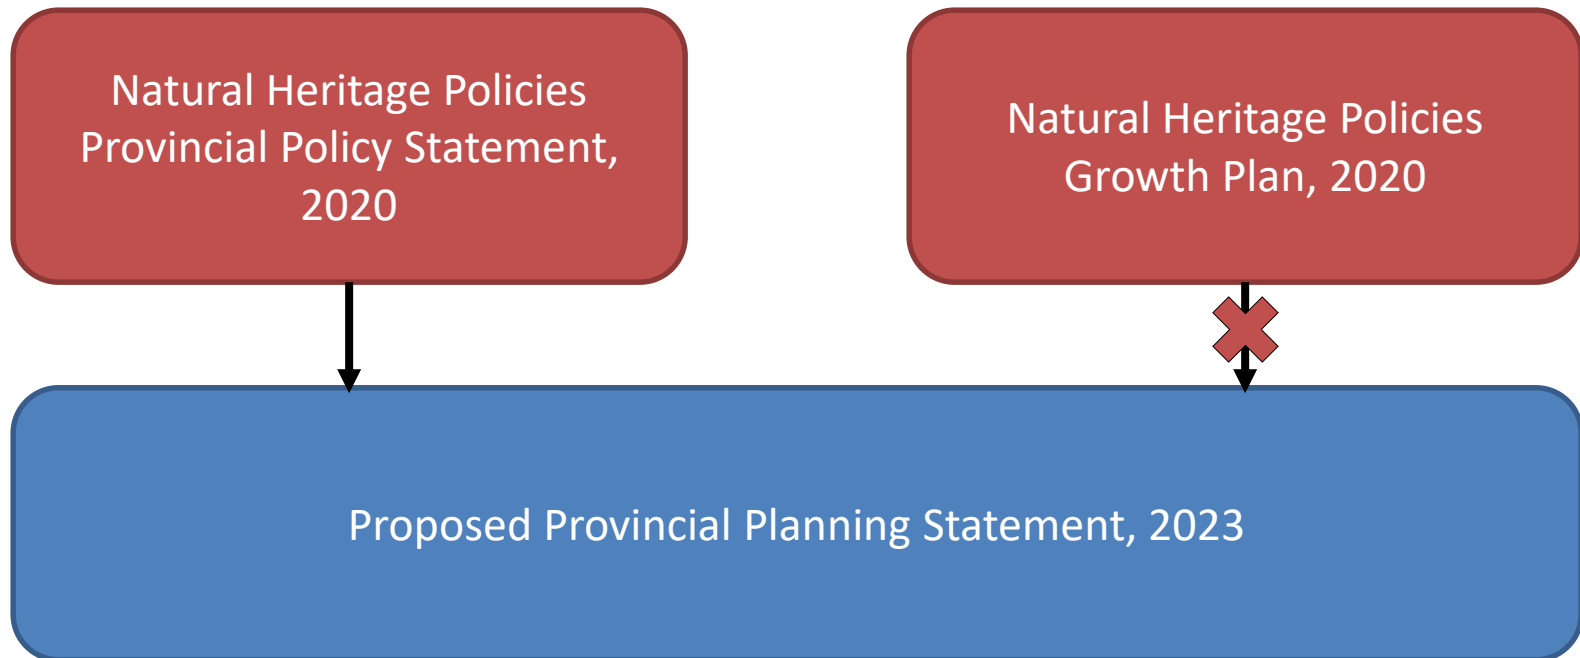 Natural Heritage Policies
Provincial Policy Statement,
2020
Natural Heritage Policies
Growth Plan, 2020
Proposed Provincial Planning Statement, 2023